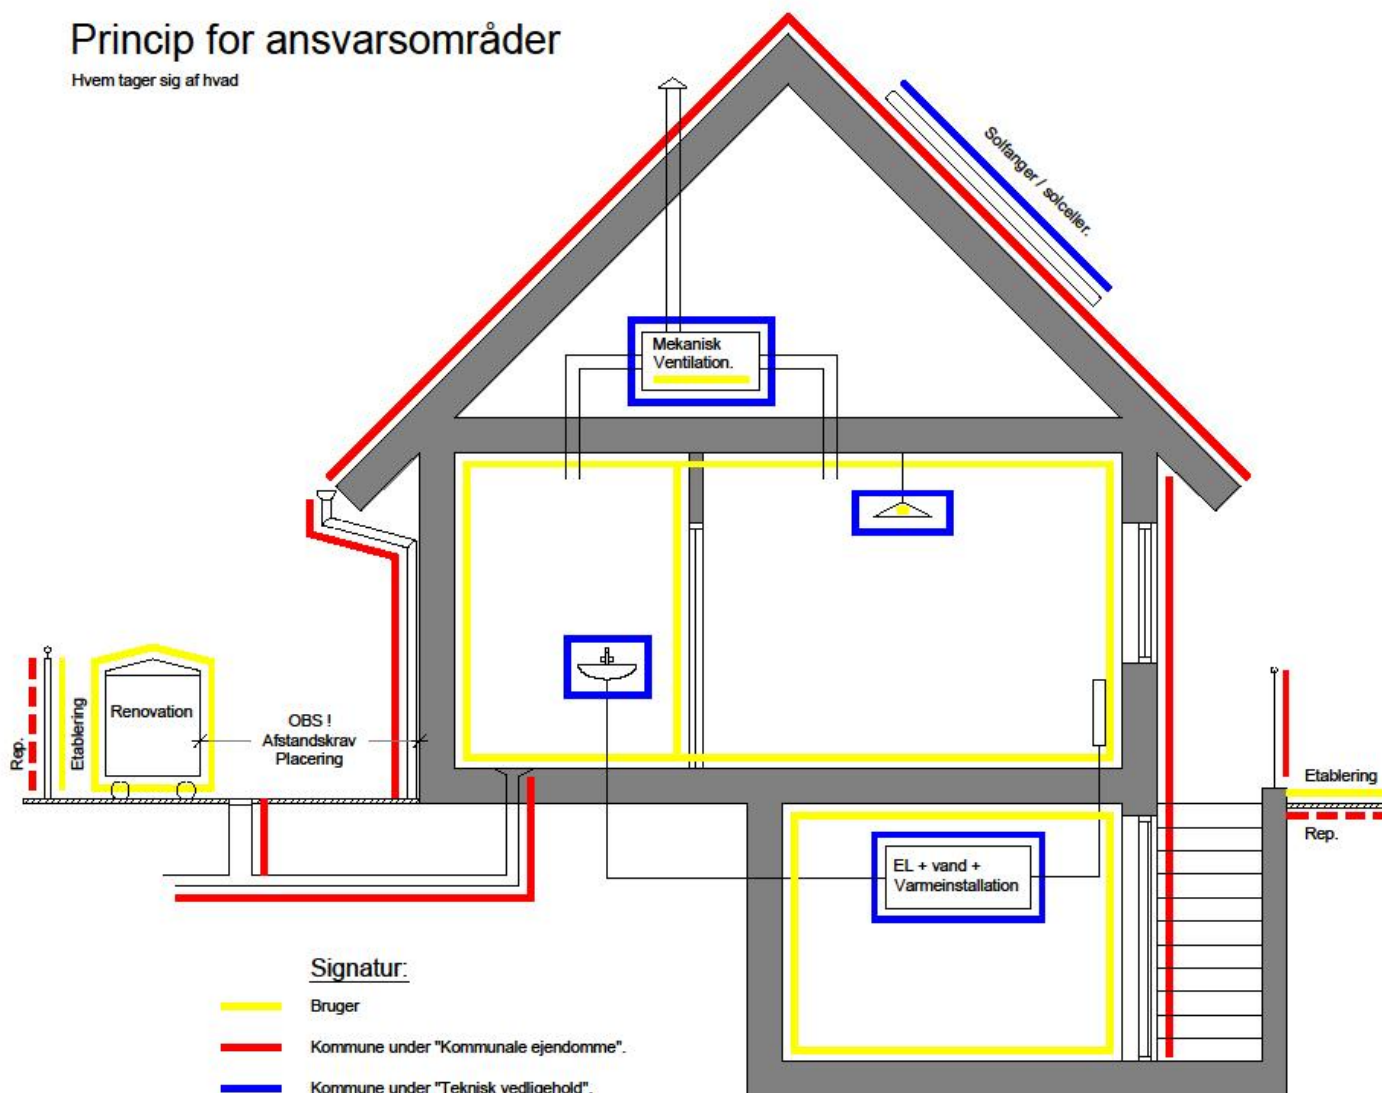 Princip for ansvarsområder
Hvem tager sig af hvad
Solfanger / solceller.
Mekanisk
Ventilation.
Rep.
Etablering
Renovation
OBS !
Afstandskrav
Placering
Etablering
Rep.
EL + vand +
Varmeinstallation
Signatur:
Bruger
Kommune under "Kommunale ejendomme".
Kommune under "Teknisk vedligehold".